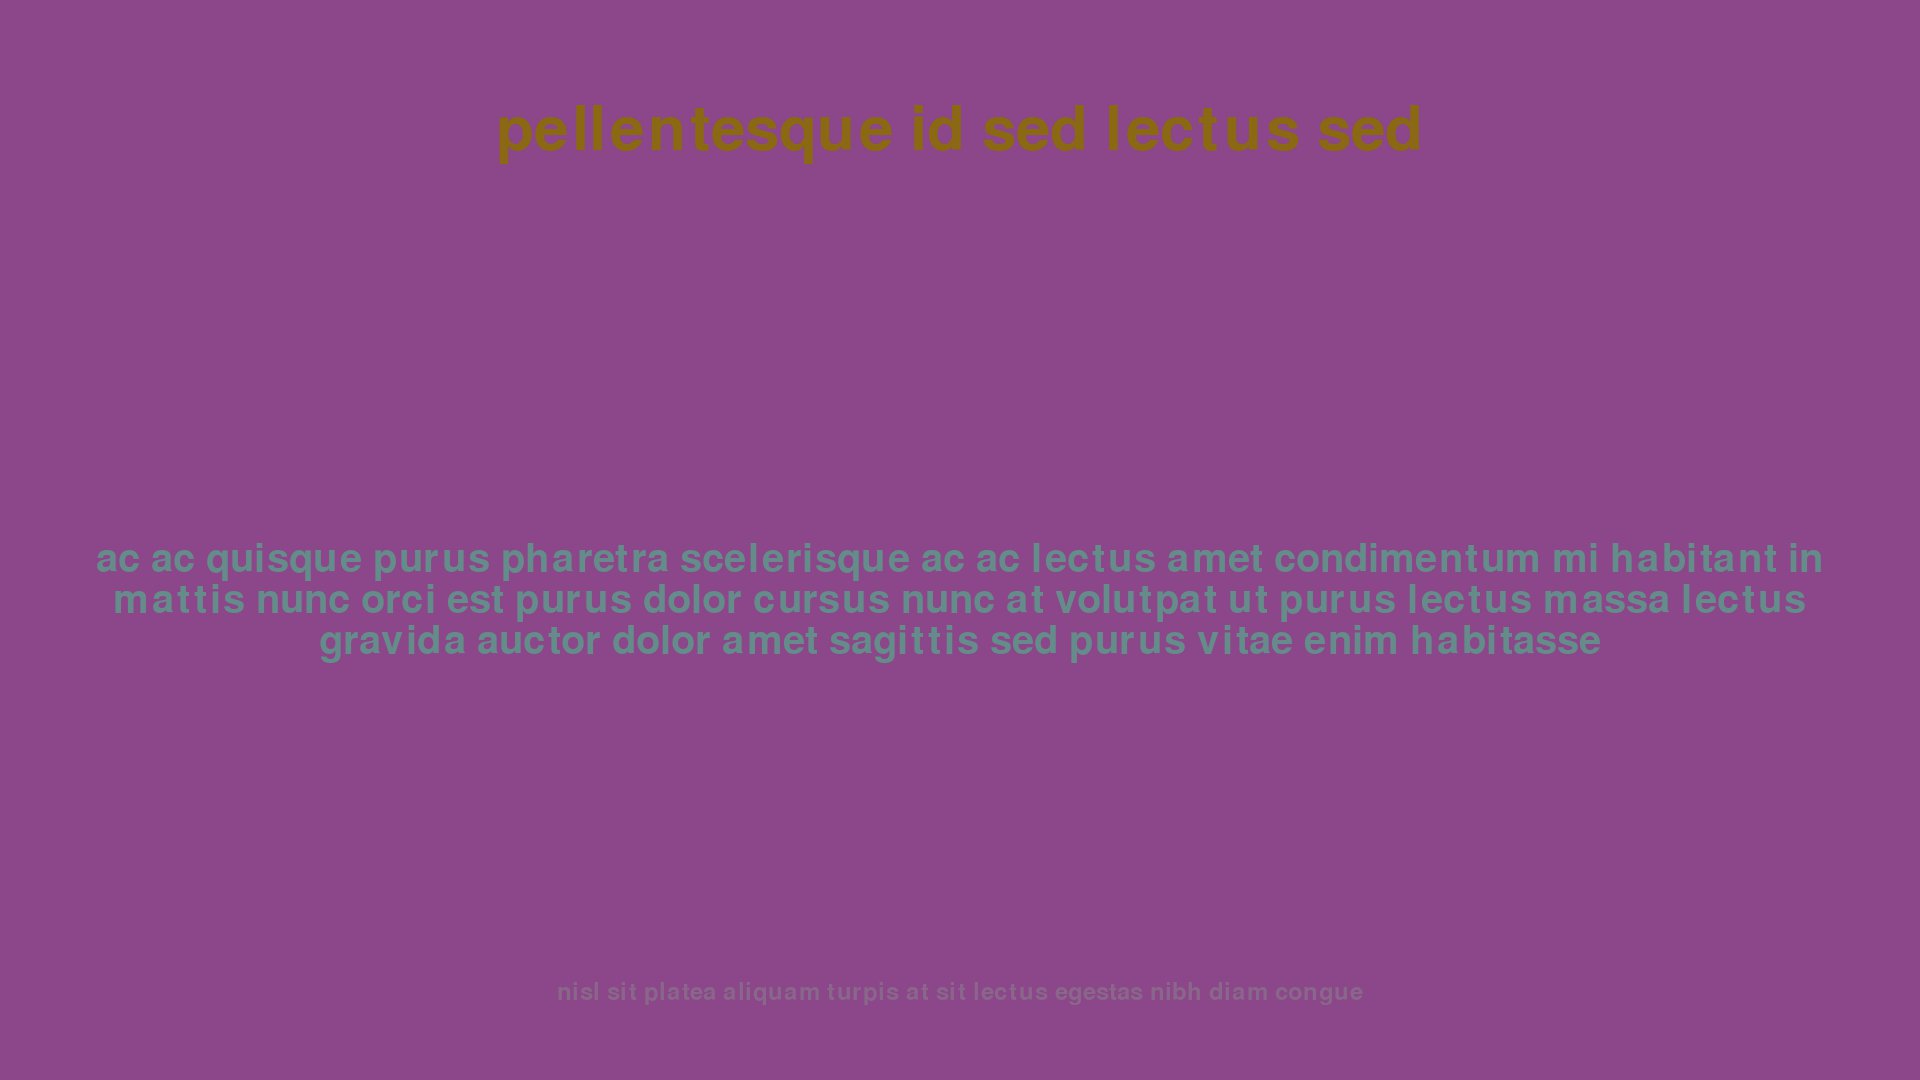 pellentesque id sed lectus sed
ac ac quisque purus pharetra scelerisque ac ac lectus amet condimentum mi habitant in
mattis nunc orci est purus dolor cursus nunc at volutpat ut purus lectus massa lectus
gravida auctor dolor amet sagittis sed purus vitae enim habitasse
nisl sit platea aliquam turpis at sit lectus egestas nibh diam congue